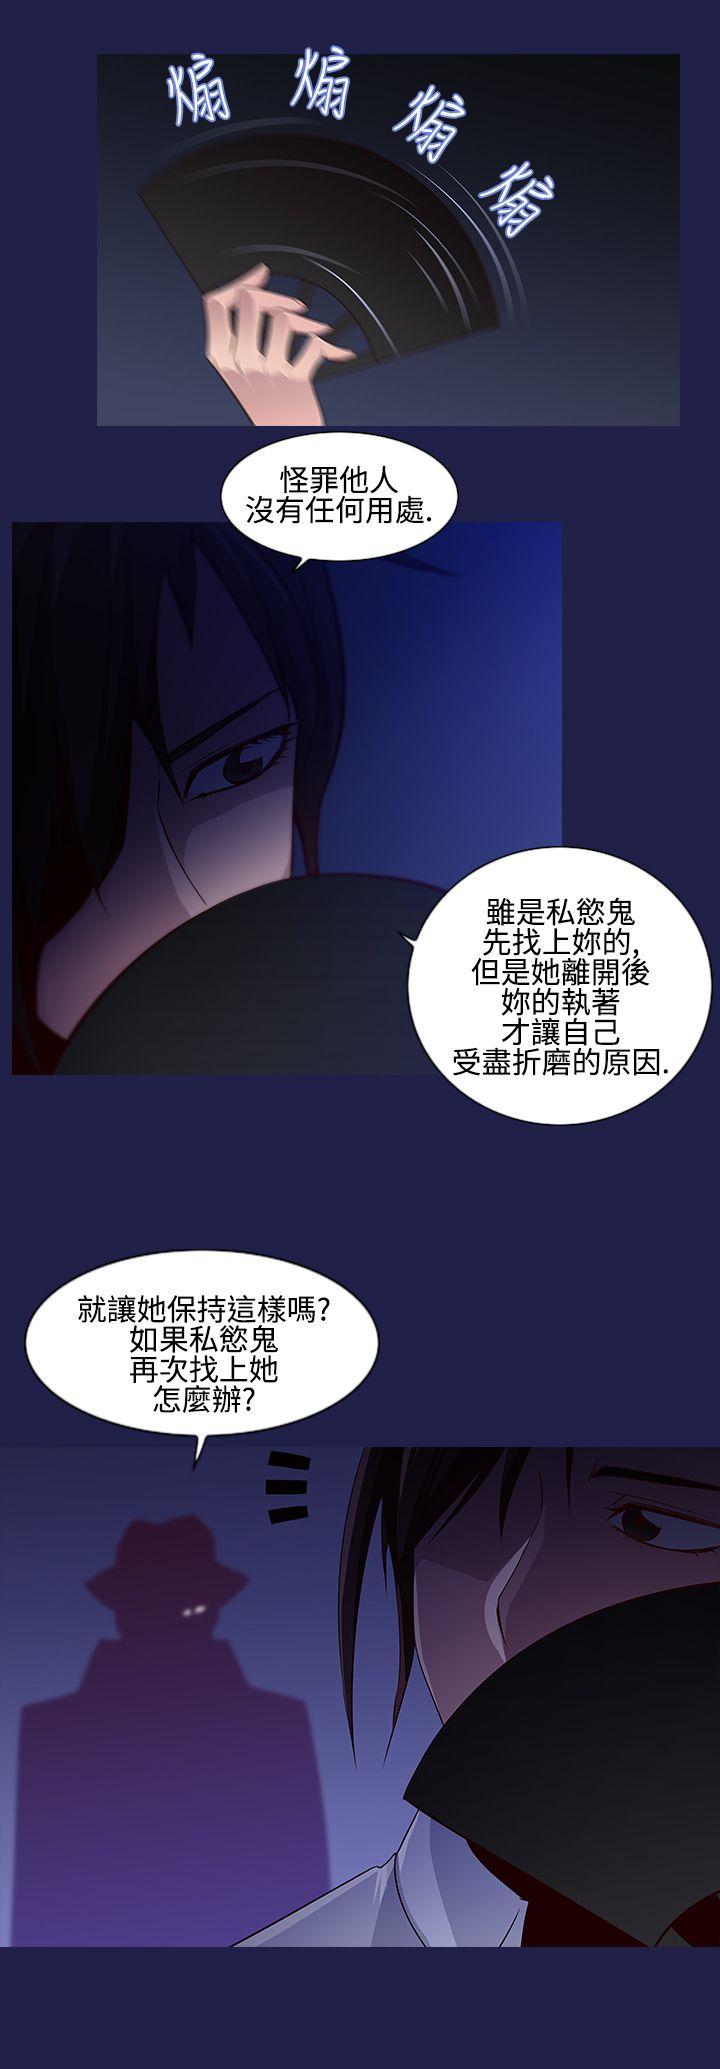 煽 煽 煽 煽
怪罪他人
沒有任何用處.
雖是私慾鬼
先找上妳的,
但是她離開後
妳的執著
才讓自己
受盡折磨的原因.
就讓她保持這樣嗎?
如果私慾鬼
再次找上她
怎麼辦?